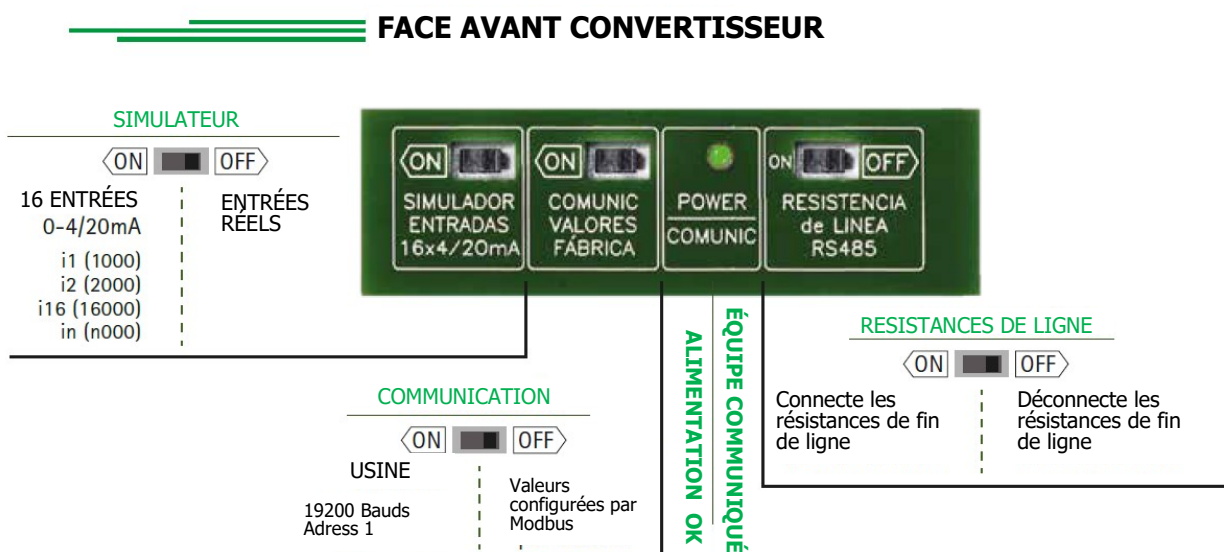 FACE AVANT CONVERTISSEUR
SIMULATEUR
ON OFF
16 ENTRÉES
0-4/20mA
i1 (1000)
i2 (2000)
i16 (16000)
in (n000)
ENTRÉES
RÉELS
ON
SIMULADOR
ENTRADAS
16x4/20mA
ON
COMUNIC
VALORES
FÁBRICA
POWER
COMUNIC
ON OFF
RESISTENCIA
de LINEA
RS485
COMMUNICATION
ON OFF
USINE
19200 Bauds
Adress 1
Valeurs
configurées par
Modbus
ALIMENTATION OK
ÉQUIPE COMMUNIQUÉ
RESISTANCES DE LIGNE
ON OFF
Connecte les
résistances de fin
de ligne
Déconnecte les
résistances de fin
de ligne